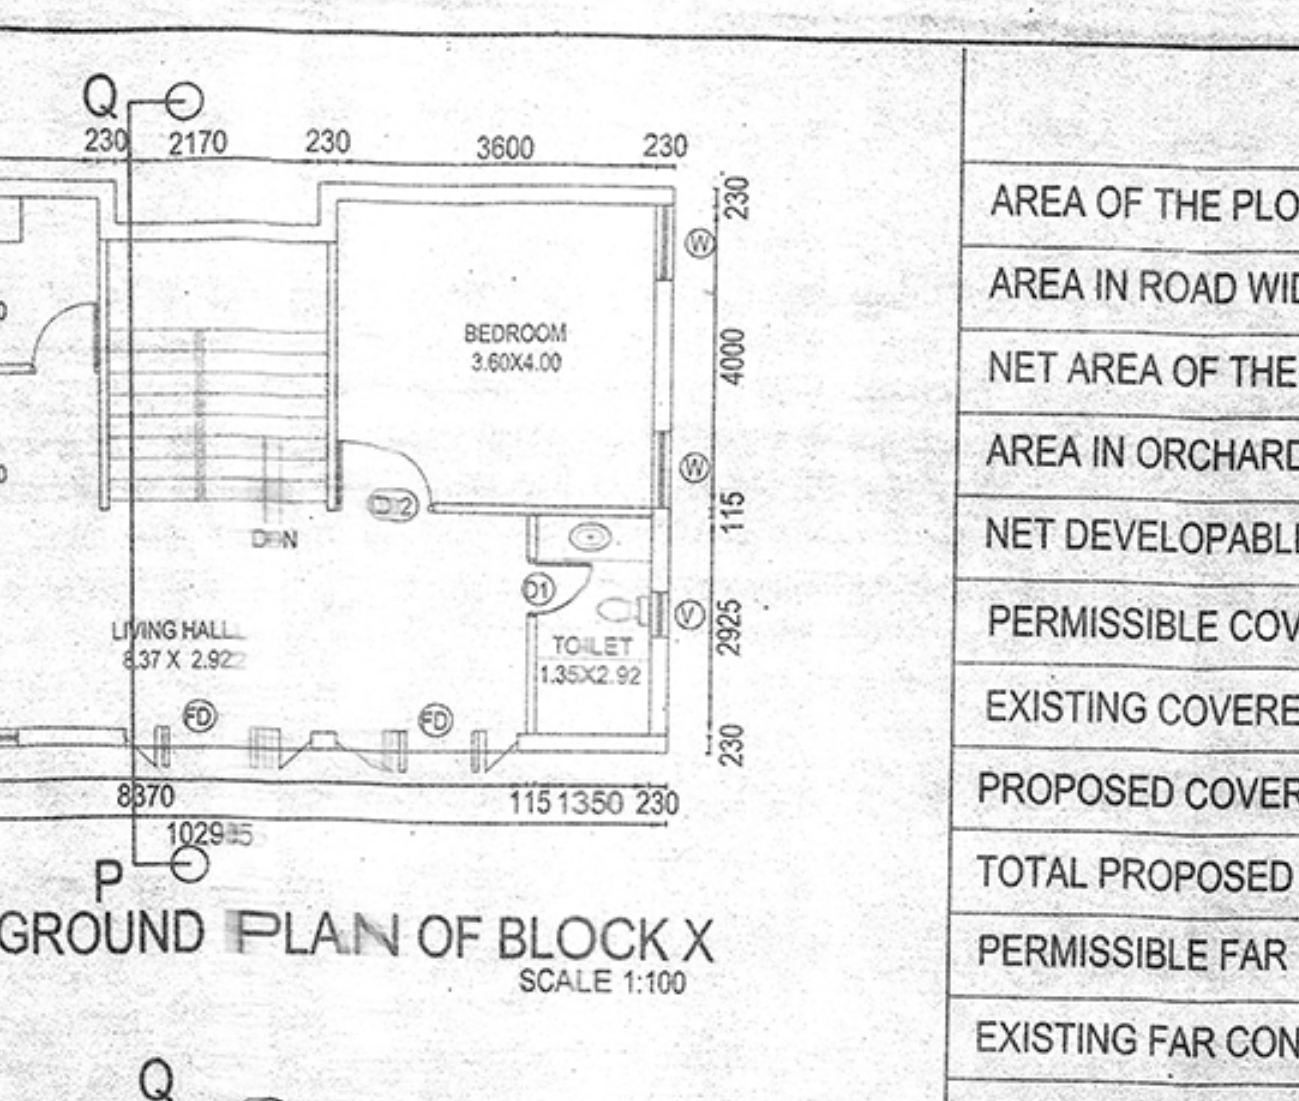 Q
230 2170 230 3600 230
230
AREA OF THE PLO
W
AREA IN ROAD WID
BEDROOM
3.60X4.00
4000
NET AREA OF THE
AREA IN ORCHARD
W
D 2
115
NET DEVELOPABLE
D1
V
2925
PERMISSIBLE COV
LIVING HALL
8.37 X
TOILET
1.35X2.92
EXISTING COVERE
FD FD
230
PROPOSED COVER
8370 115 1350 230
P
TOTAL PROPOSED
GROUND PLAN OF BLOCK X
SCALE 1:100
PERMISSIBLE FAR
EXISTING FAR CON
Q